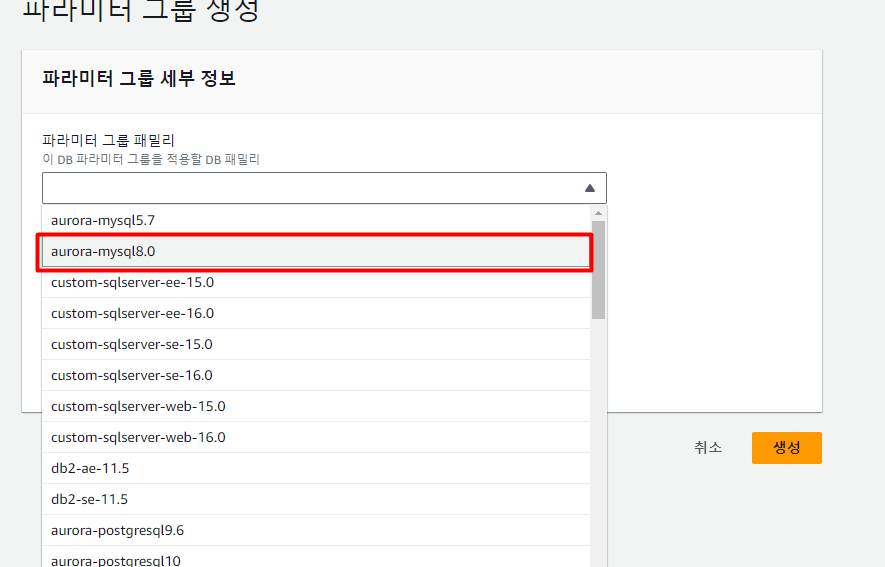 파라미터 그룹 생성
파라미터 그룹 세부 정보
파라미터 그룹 패밀리
이 DB 파라미터 그룹을 적용할 DB 패밀리
aurora-mysql5.7
aurora-mysql8.0
custom-sqlserver-ee-15.0
custom-sqlserver-ee-16.0
custom-sqlserver-se-15.0
custom-sqlserver-se-16.0
custom-sqlserver-web-15.0
custom-sqlserver-web-16.0
db2-ae-11.5
db2-se-11.5
aurora-postgresql9.6
aurora-postgresql10
취소
생성